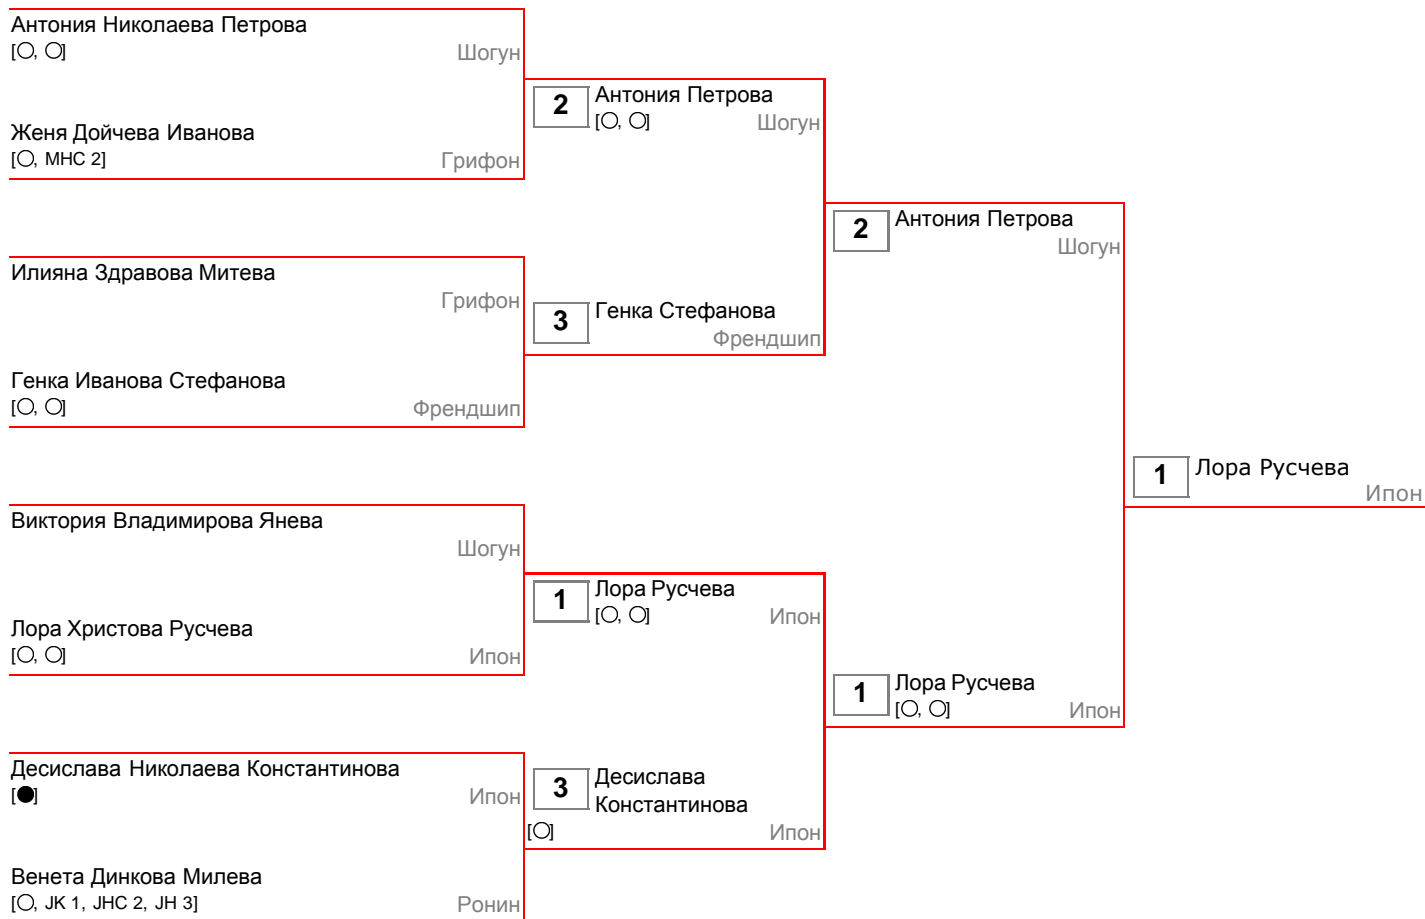 Антония Николаева Петрова
[○, ○]
Шогун
Женя Дойчева Иванова
[○, МНС 2]
Грифон
Илияна Здравова Митева
Грифон
Генка Иванова Стефанова
[○, ○]
Френдшип
Виктория Владимирова Янева
Шогун
Лора Христова Русчева
[○, ○]
Ипон
Десислава Николаева Константинова
[●]
Ипон
Венета Динкова Милева
[○, JK 1, JHC 2, JH 3]
Ронин
2 Антония Петрова
[○, ○]
Шогун
3 Генка Стефанова
Френдшип
1 Лора Русчева
[○, ○]
Ипон
3 Десислава
Константинова
[○]
Ипон
2 Антония Петрова
Шогун
1 Лора Русчева
[○, ○]
Ипон
1 Лора Русчева
Ипон